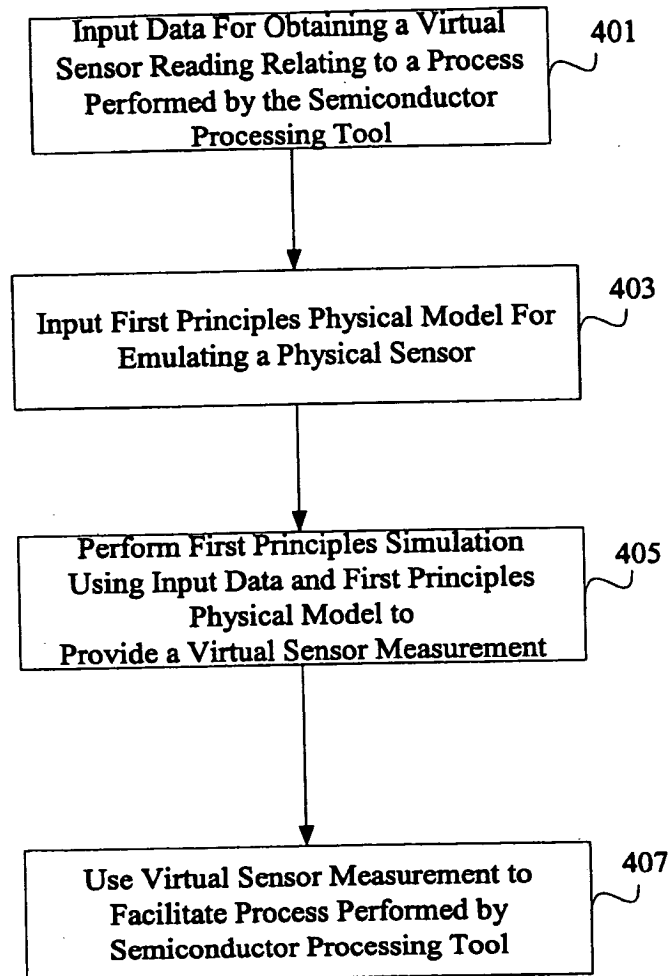 Input Data For Obtaining a Virtual
Sensor Reading Relating to a Process
Performed by the Semiconductor
Processing Tool
401
Input First Principles Physical Model For
Emulating a Physical Sensor
403
Perform First Principles Simulation
Using Input Data and First Principles
Physical Model to
Provide a Virtual Sensor Measurement
405
Use Virtual Sensor Measurement to
Facilitate Process Performed by
Semiconductor Processing Tool
407